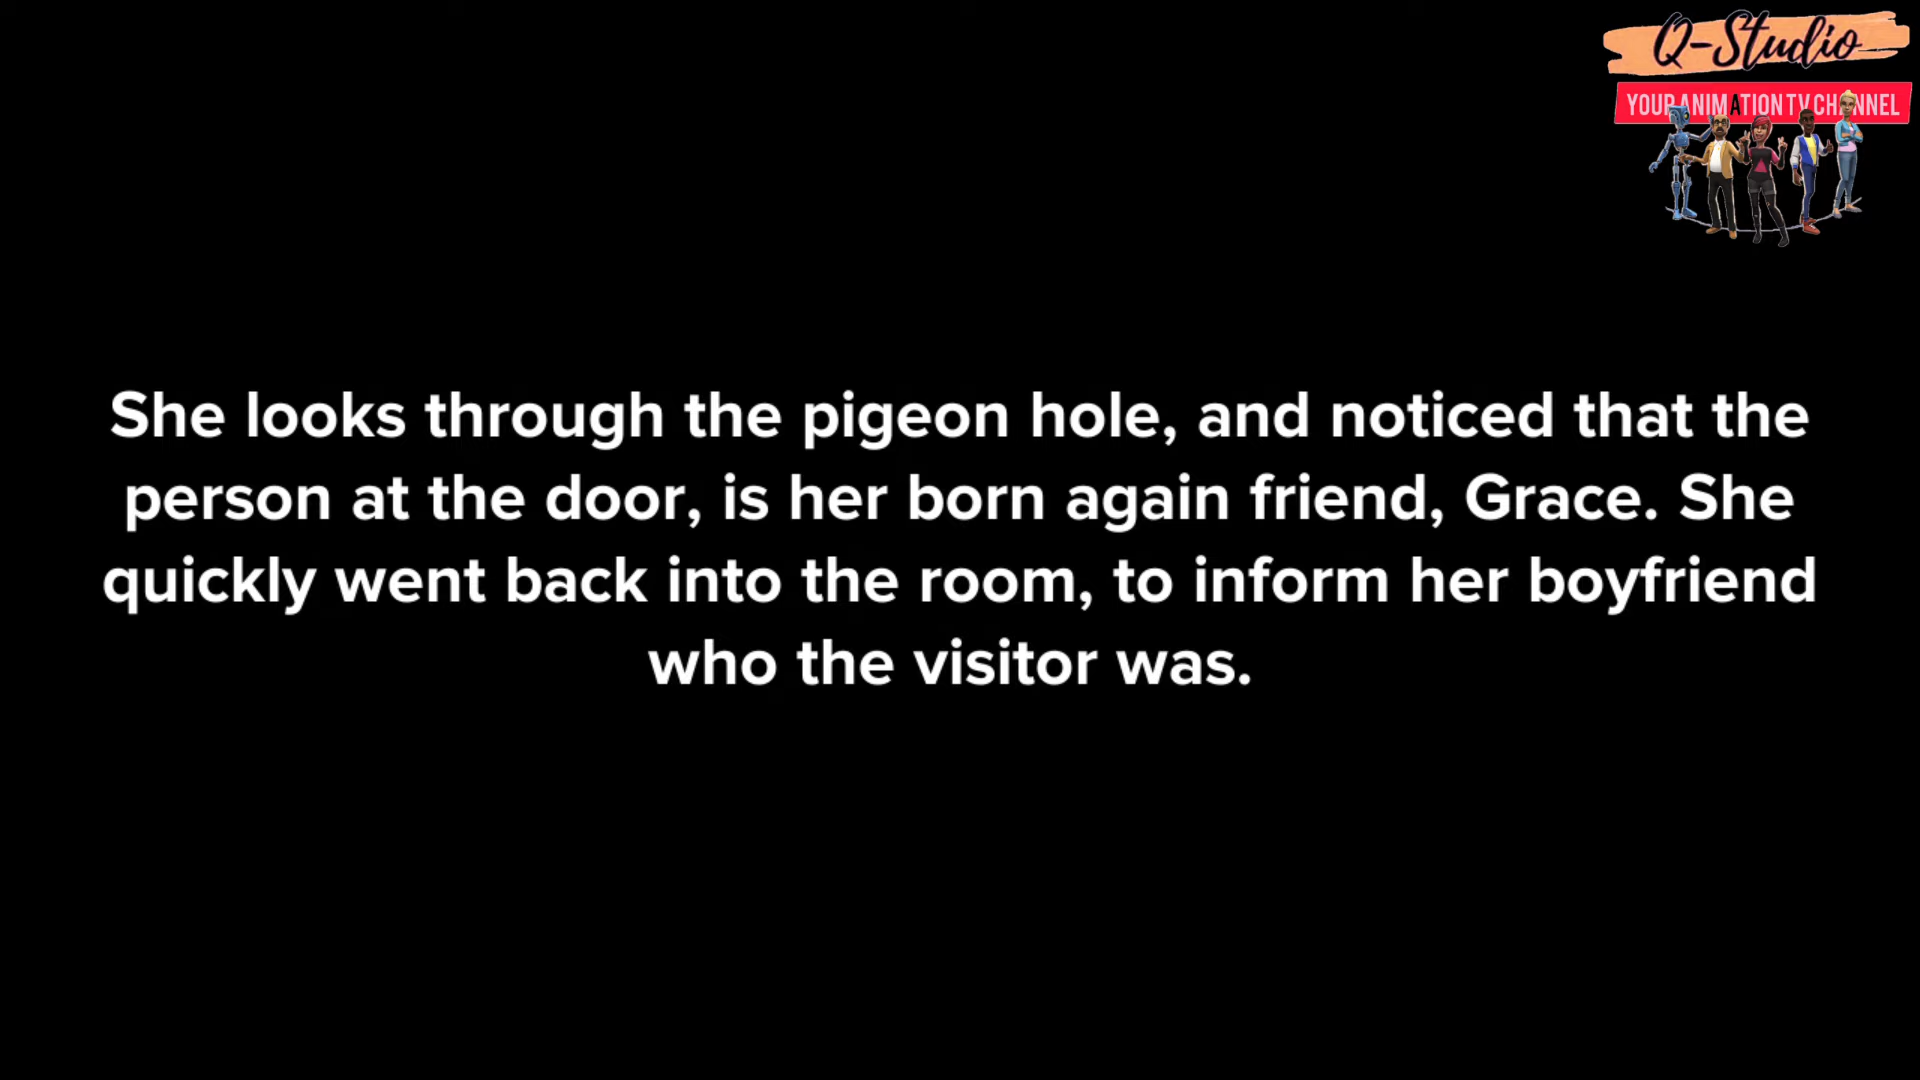 Q-Studio
YOUR ANIMATION TV CHANNEL
She looks through the pigeon hole, and noticed that the
person at the door, is her born again friend, Grace. She
quickly went back into the room, to inform her boyfriend
who the visitor was.